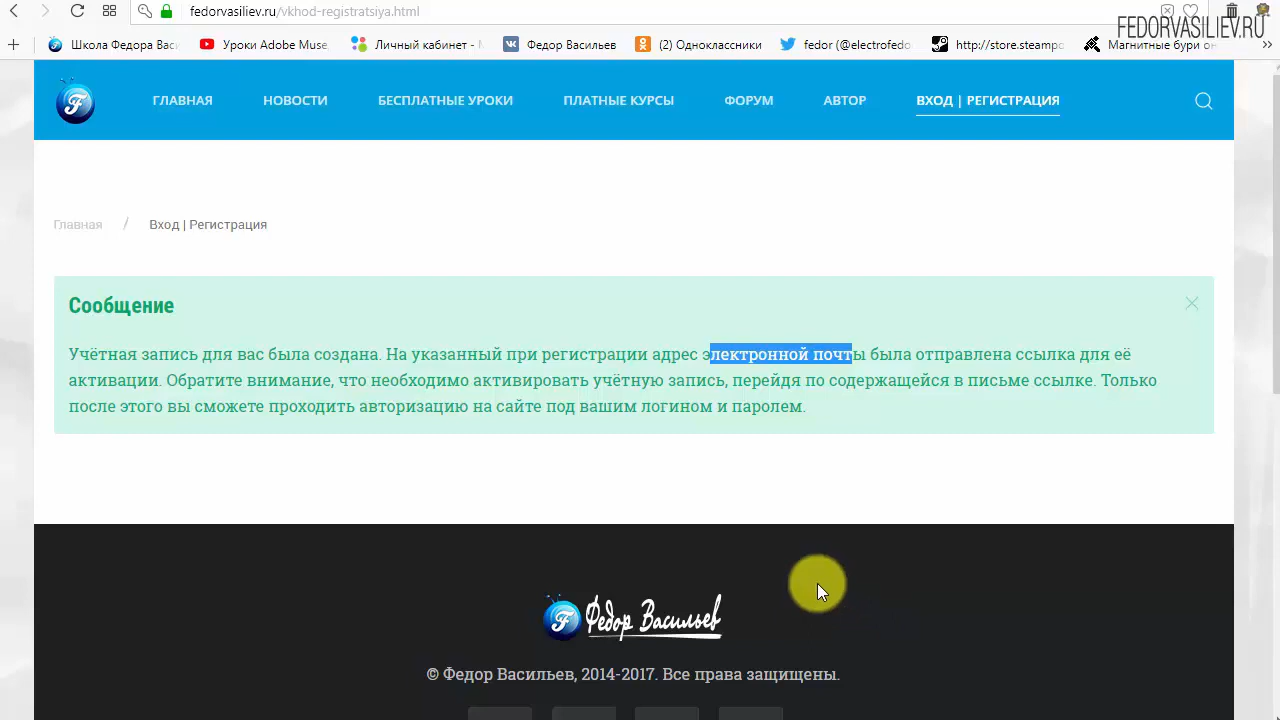 fedorvasiliev.ru/vkhod-registratsiya.html
FEDORVASILIEV.RU
Школа Федора Вас
Уроки Adobe Muse,
Личный кабинет -
Федор Васильев
(2) Одноклассники
fedor (@electrofedo
http://store.steampo
Магнитные бури он
ГЛАВНАЯ
НОВОСТИ
БЕСПЛАТНЫЕ УРОКИ
ПЛАТНЫЕ КУРСЫ
ФОРУМ
АВТОР
ВХОД | РЕГИСТРАЦИЯ
Главная / Вход | Регистрация
Сообщение
Учётная запись для вас была создана. На указанный при регистрации адрес электронной почты была отправлена ссылка для её
активации. Обратите внимание, что необходимо активировать учётную запись, перейдя по содержащейся в письме ссылке. Только
после этого вы сможете проходить авторизацию на сайте под вашим логином и паролем.
Федор Васильев
© Федор Васильев, 2014-2017. Все права защищены.